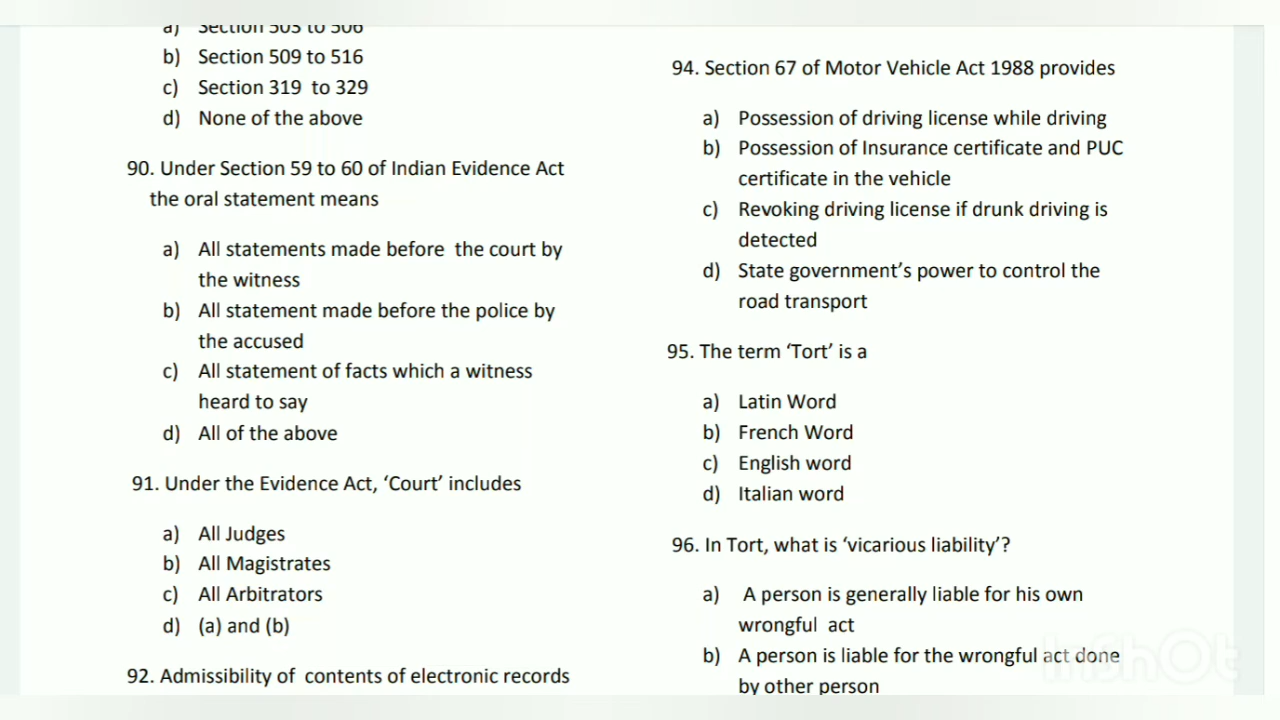 a) Section 503 to 506
b) Section 509 to 516
c) Section 319 to 329
d) None of the above
90. Under Section 59 to 60 of Indian Evidence Act
the oral statement means
a) All statements made before the court by
the witness
b) All statement made before the police by
the accused
c) All statement of facts which a witness
heard to say
d) All of the above
91. Under the Evidence Act, ‘Court’ includes
a) All Judges
b) All Magistrates
c) All Arbitrators
d) (a) and (b)
92. Admissibility of contents of electronic records
94. Section 67 of Motor Vehicle Act 1988 provides
a) Possession of driving license while driving
b) Possession of Insurance certificate and PUC
certificate in the vehicle
c) Revoking driving license if drunk driving is
detected
d) State government’s power to control the
road transport
95. The term ‘Tort’ is a
a) Latin Word
b) French Word
c) English word
d) Italian word
96. In Tort, what is ‘vicarious liability’?
a) A person is generally liable for his own
wrongful act
b) A person is liable for the wrongful act done
by other person
InShOt